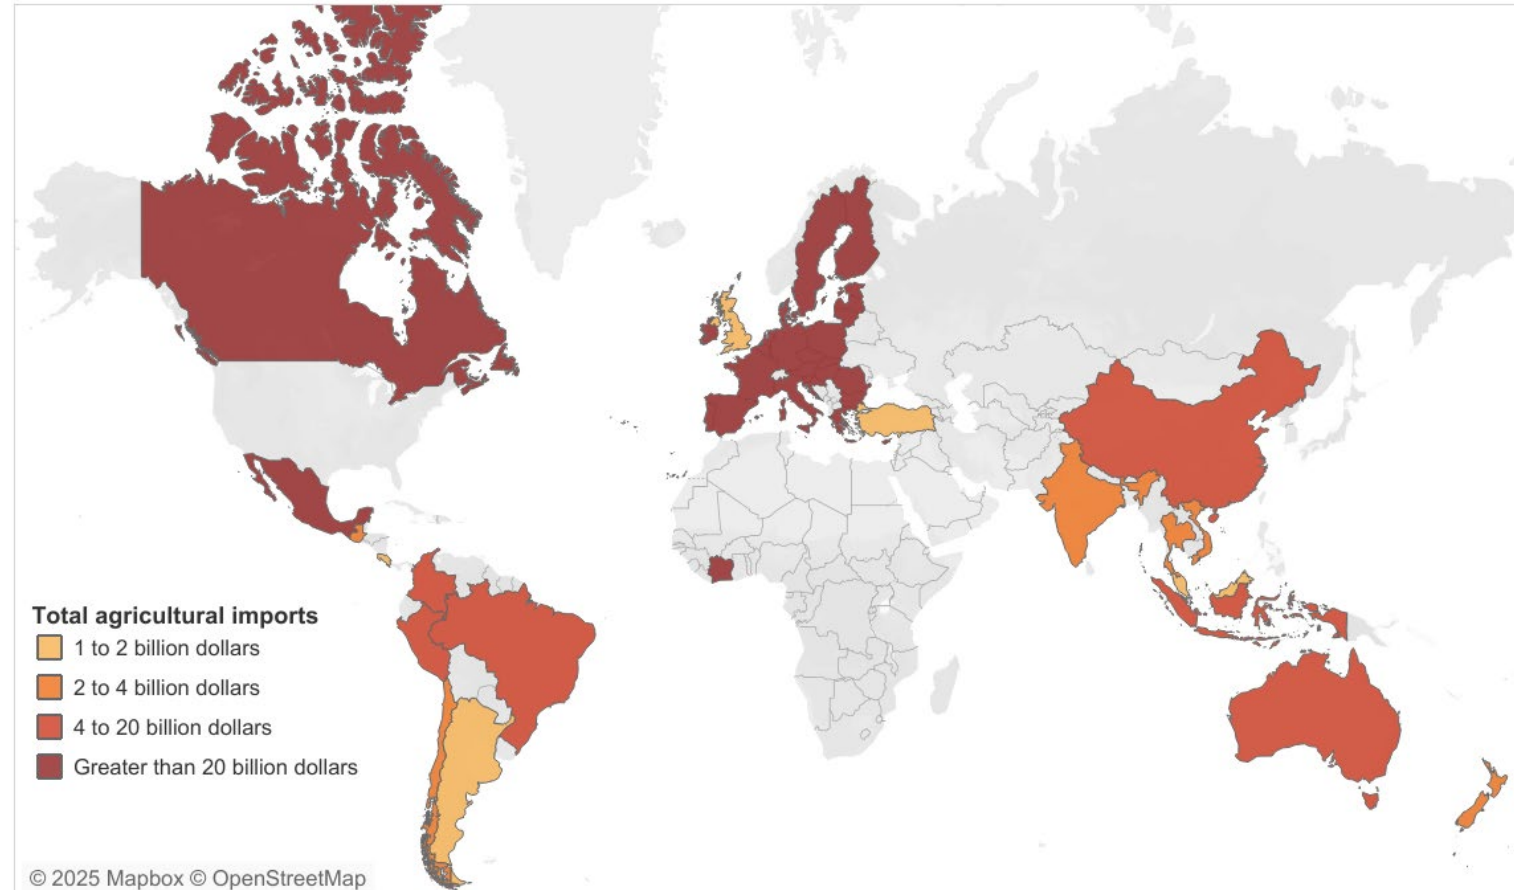 Total agricultural imports
1 to 2 billion dollars
2 to 4 billion dollars
4 to 20 billion dollars
Greater than 20 billion dollars
© 2025 Mapbox © OpenStreetMap